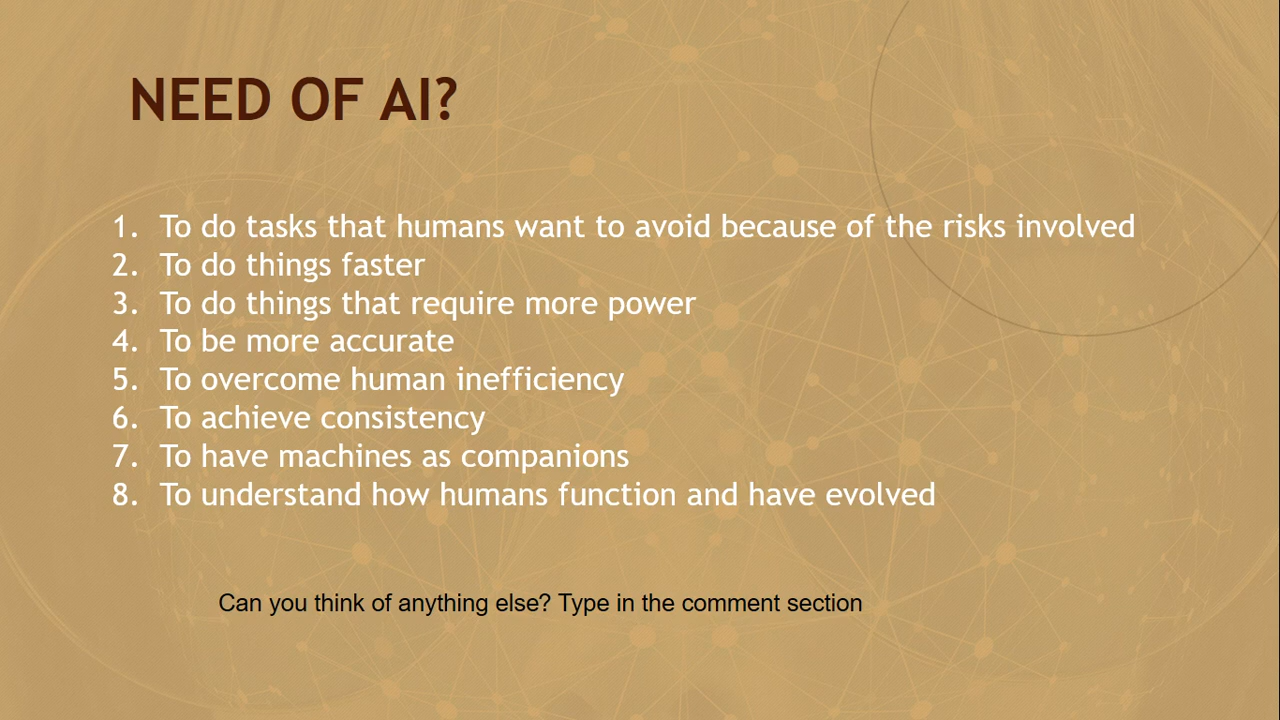 NEED OF AI?
1. To do tasks that humans want to avoid because of the risks involved
2. To do things faster
3. To do things that require more power
4. To be more accurate
5. To overcome human inefficiency
6. To achieve consistency
7. To have machines as companions
8. To understand how humans function and have evolved
Can you think of anything else? Type in the comment section